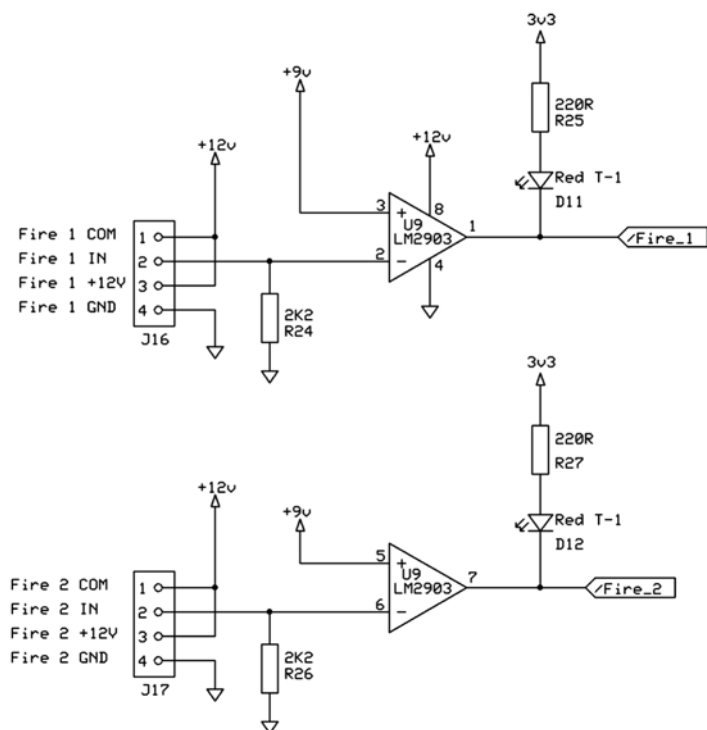 3v3
+9v
220R
R25
+12v
+12v
Red T-1
D11
3
+
8
U9
1
LM2903
2
-
4
/Fire_1
Fire 1 COM
1
Fire 1 IN
2
Fire 1 +12V
3
Fire 1 GND
4
J16
2K2
R24
3v3
220R
R27
+12v
+9v
Red T-1
D12
5
+
U9
7
LM2903
6
-
/Fire_2
Fire 2 COM
1
Fire 2 IN
2
Fire 2 +12V
3
Fire 2 GND
4
J17
2K2
R26